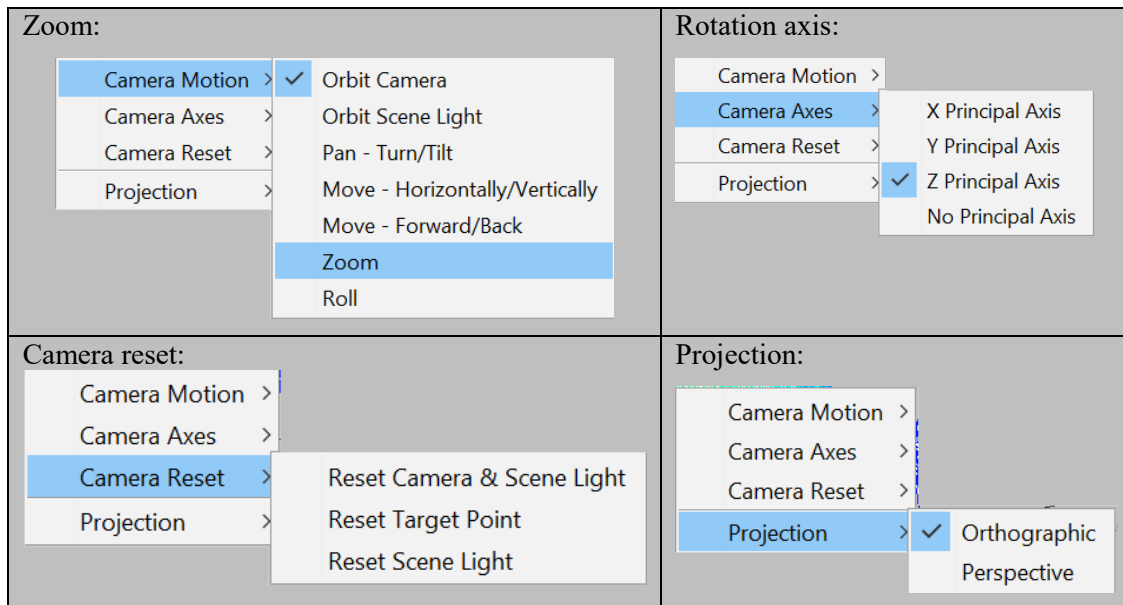 Zoom:
Camera Motion
Camera Axes
Camera Reset
Projection
Orbit Camera
Orbit Scene Light
Pan - Turn/Tilt
Move - Horizontally/Vertically
Move - Forward/Back
Zoom
Roll
Rotation axis:
Camera Motion
Camera Axes
Camera Reset
Projection
X Principal Axis
Y Principal Axis
Z Principal Axis
No Principal Axis
Camera reset:
Camera Motion
Camera Axes
Camera Reset
Projection
Reset Camera & Scene Light
Reset Target Point
Reset Scene Light
Projection:
Camera Motion
Camera Axes
Camera Reset
Projection
Orthographic
Perspective